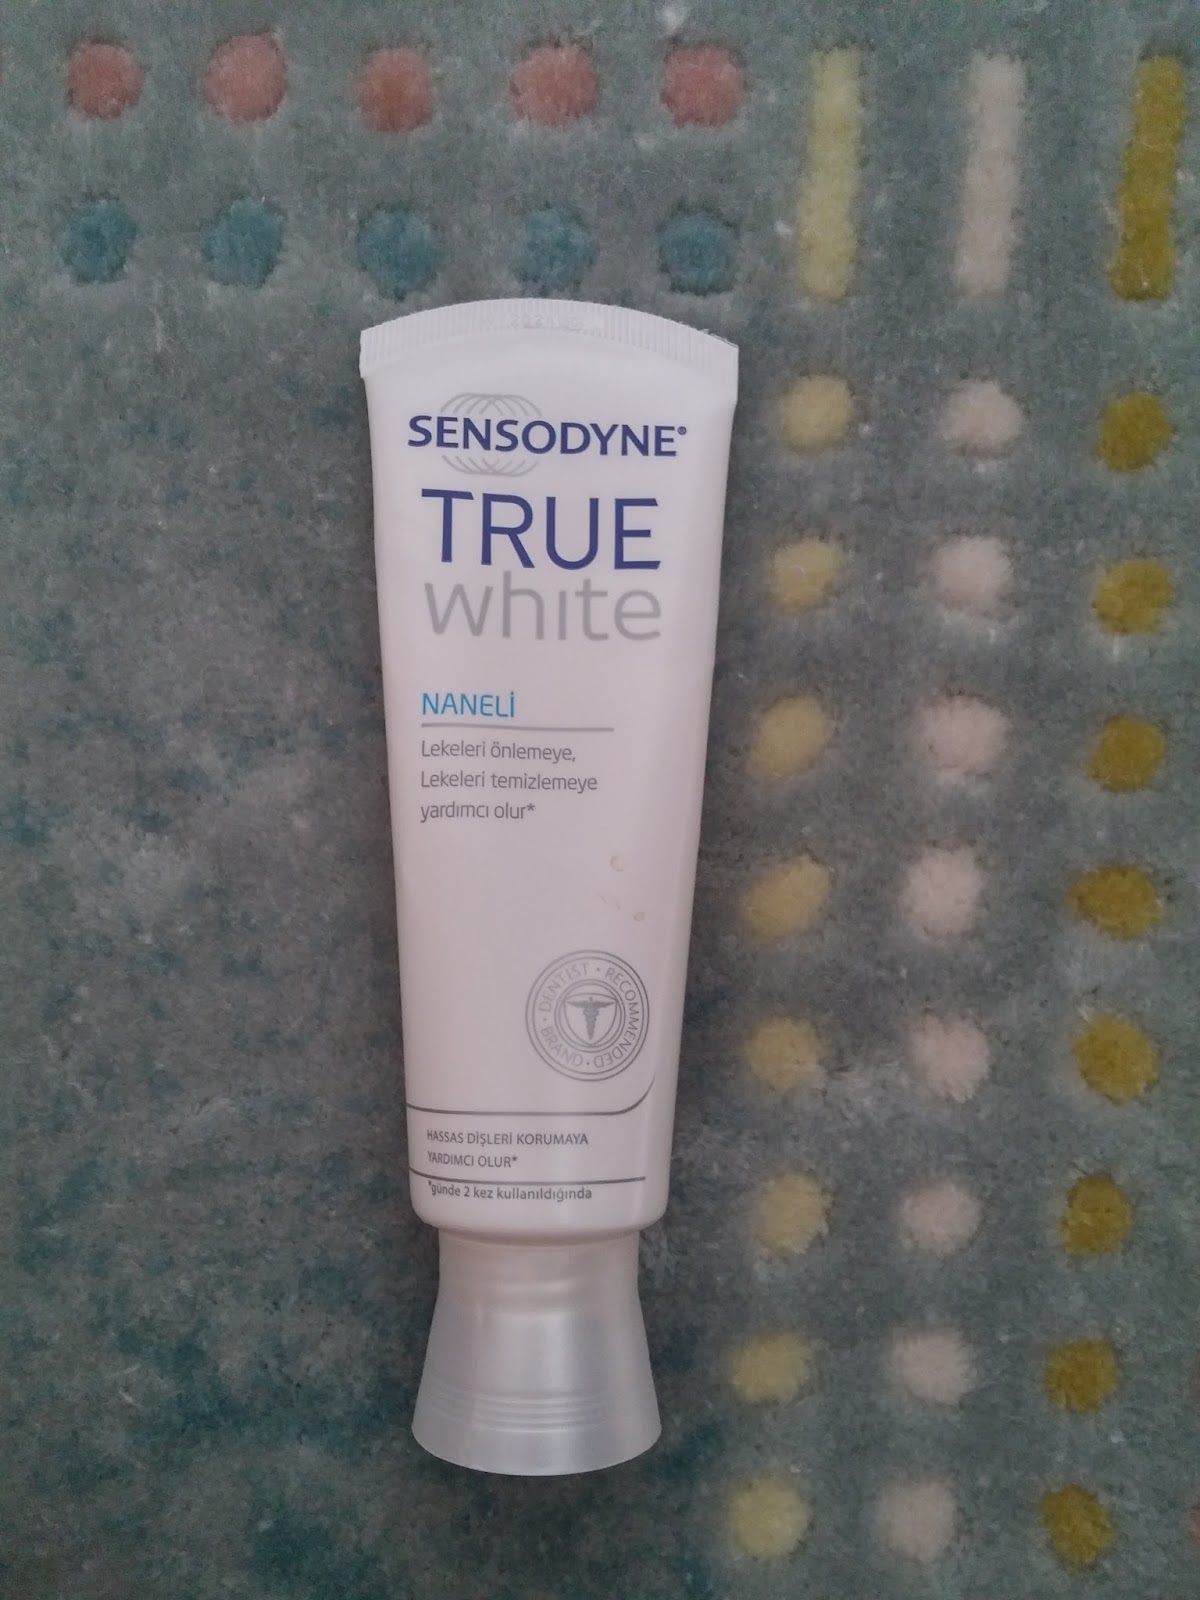 SENSODYNE®
TRUE
white
NANELİ
Lekeleri önlemeye,
Lekeleri temizlemeye
yardımcı olur*
DENTIST • RECOMMENDED • BRAND •
HASSAS DİŞLERİ KORUMAYA
YARDIMCI OLUR*
*günde 2 kez kullanıldığında